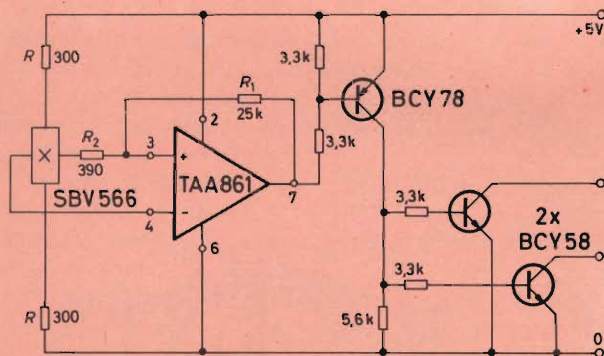 +5V
R 300
3,3k
R₁
25k
BCY78
2
R₂
390
3
+
TAA861
7
3,3k
×
SBV566
4
-
6
3,3k
2x
BCY58
3,3k
R 300
5,6k
0